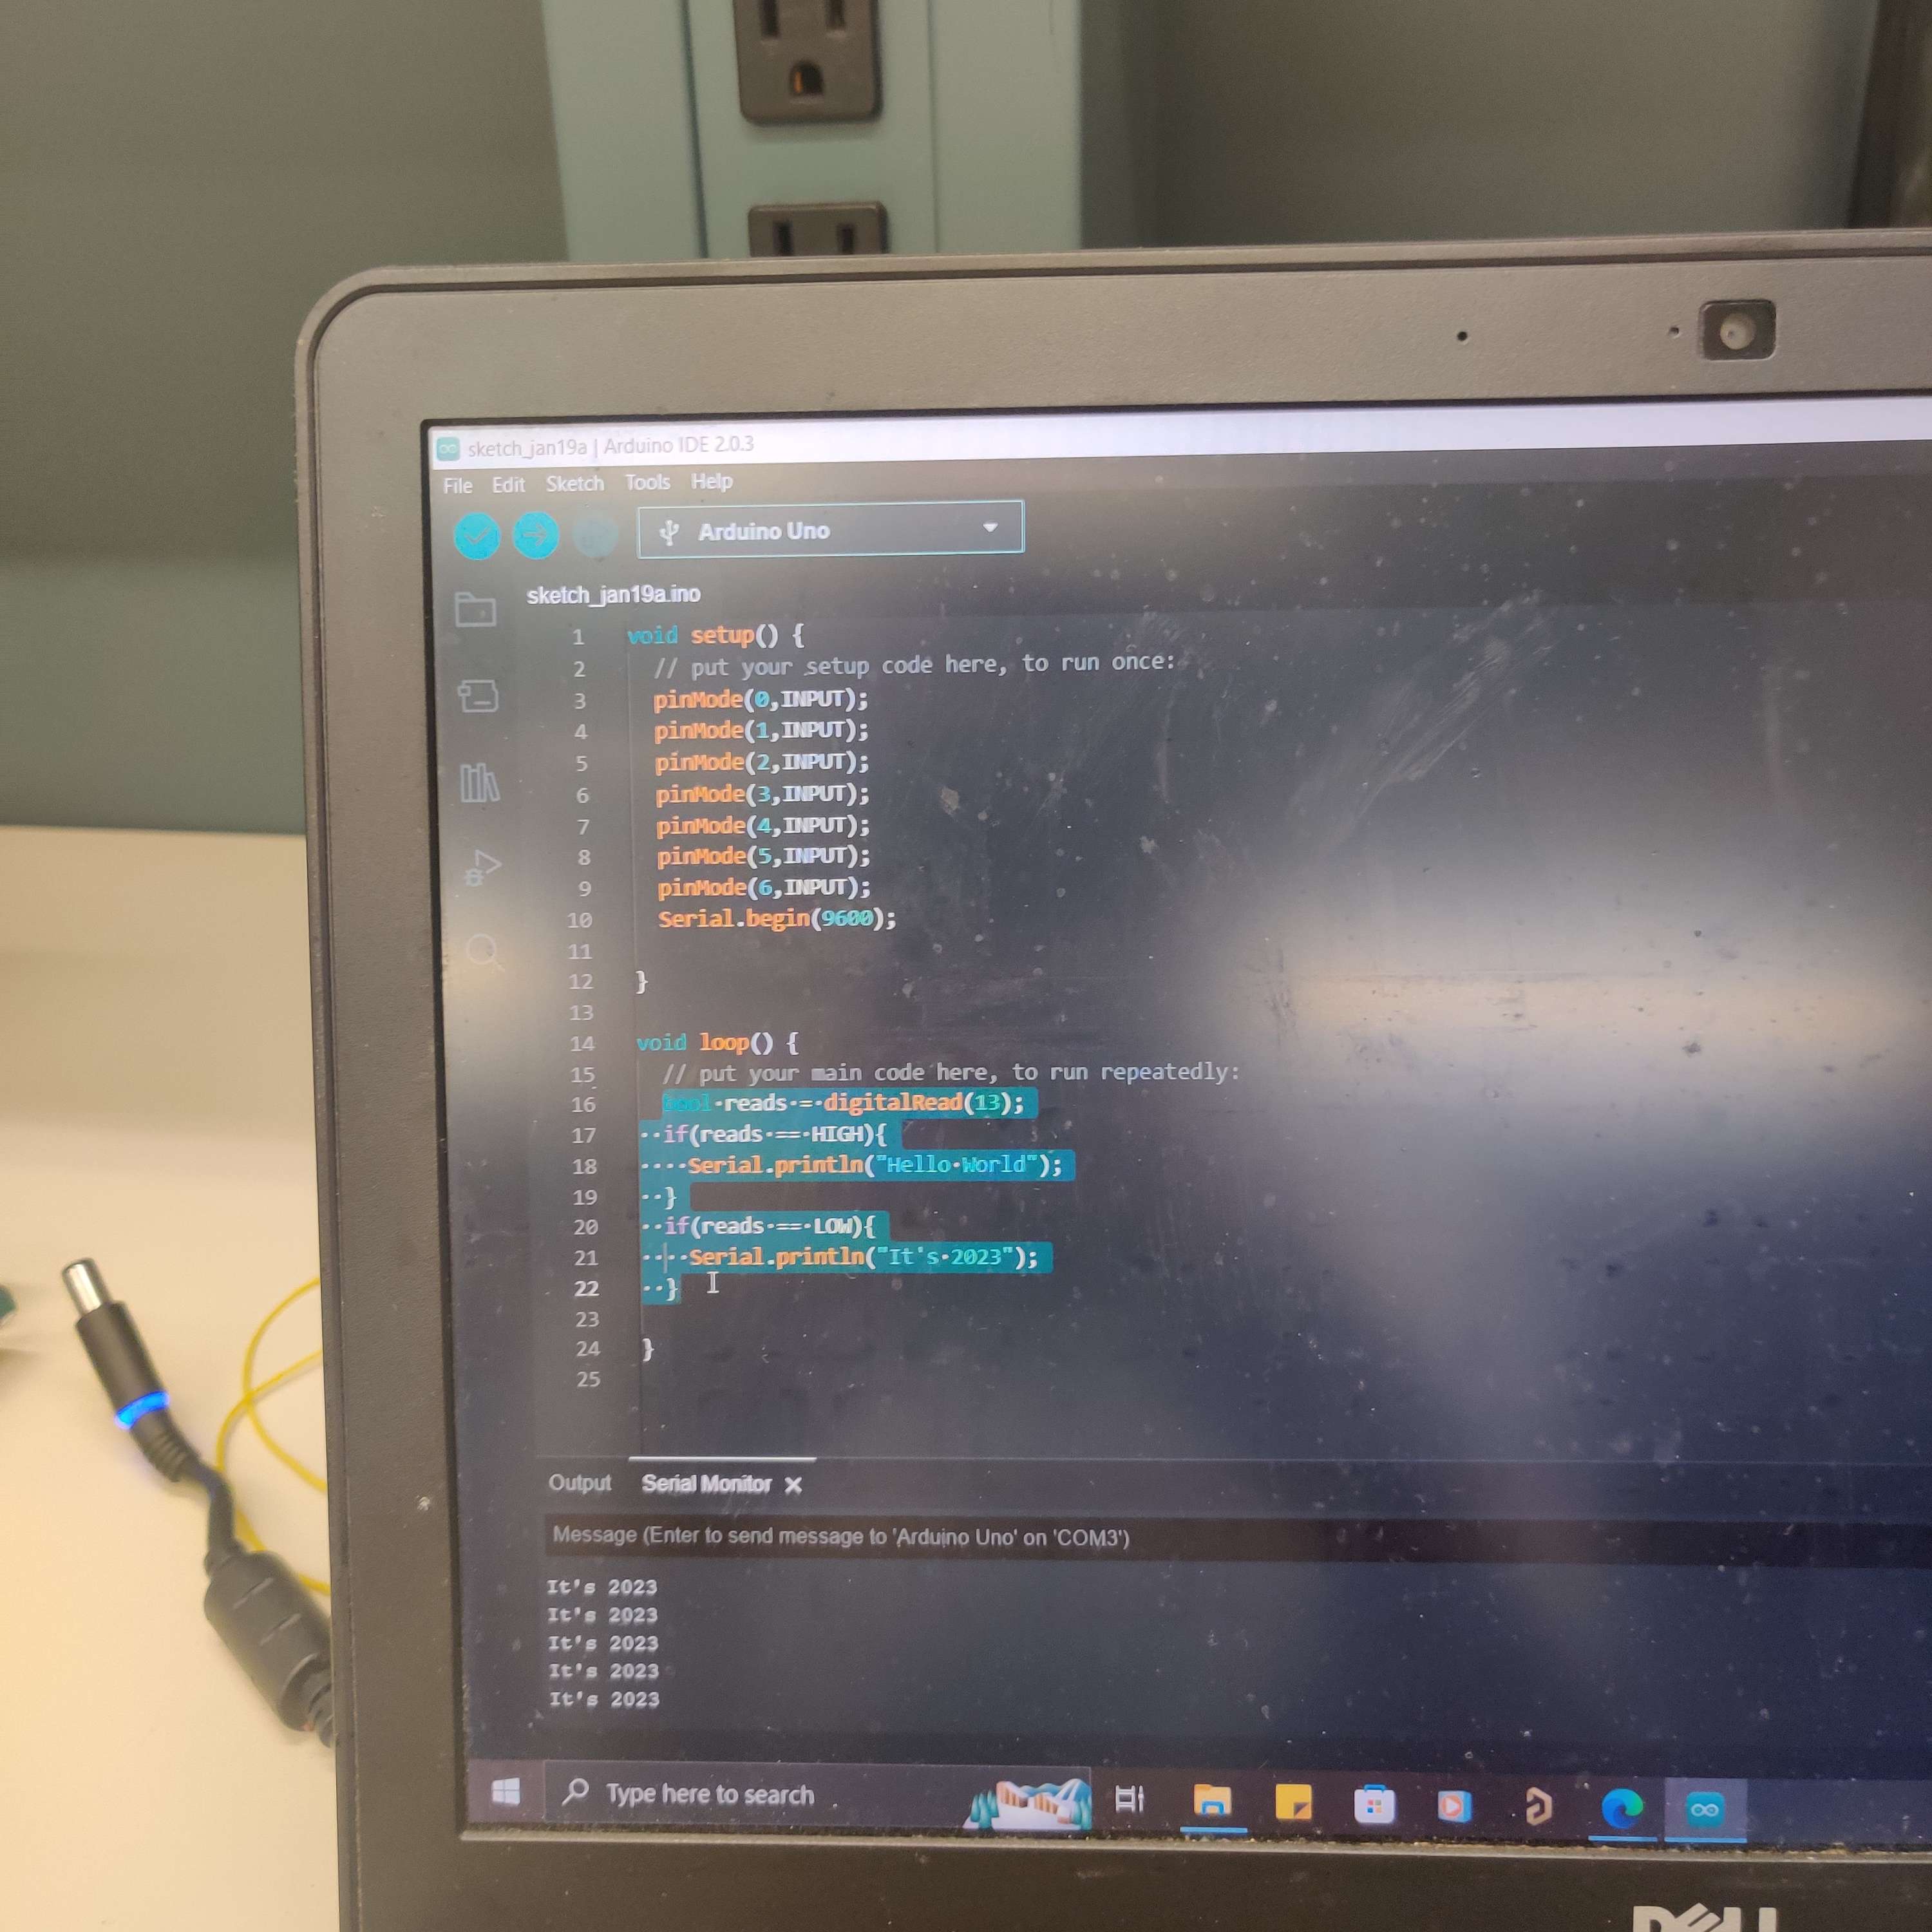 sketch_jan19a | Arduino IDE 2.0.3
File Edit Sketch Tools Help
Arduino Uno
sketch_jan19a.ino
1 void setup() {
2 // put your setup code here, to run once:
3 pinMode(0,INPUT);
4 pinMode(1,INPUT);
5 pinMode(2,INPUT);
6 pinMode(3,INPUT);
7 pinMode(4,INPUT);
8 pinMode(5,INPUT);
9 pinMode(6,INPUT);
10 Serial.begin(9600);
11
12 }
13
14 void loop() {
15 // put your main code here, to run repeatedly:
16 bool reads = digitalRead(13);
17 if(reads == HIGH){
18 Serial.println("Hello World");
19 }
20 if(reads == LOW){
21 Serial.println("It's 2023");
22 }
23
24 }
25
Output Serial Monitor X
Message (Enter to send message to 'Arduino Uno' on 'COM3')
It's 2023
It's 2023
It's 2023
It's 2023
It's 2023
Type here to search
DELL